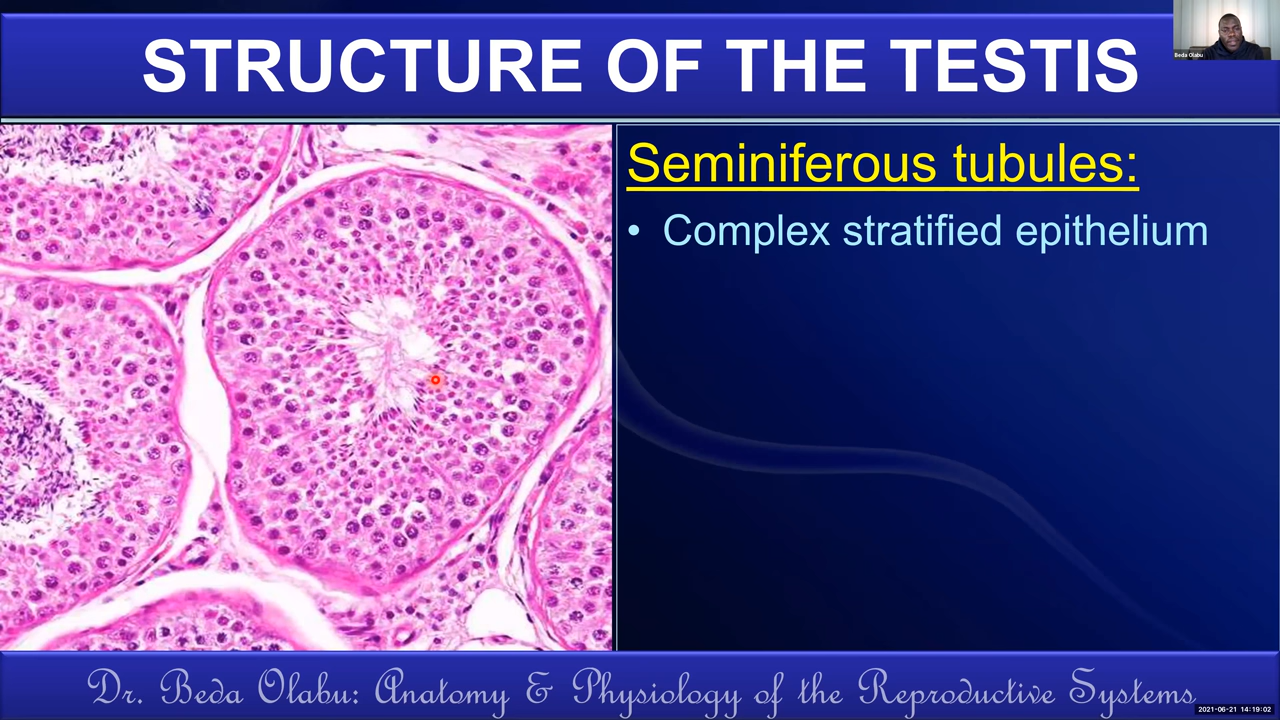 STRUCTURE OF THE TESTIS
Beda Olabu
Seminiferous tubules:
• Complex stratified epithelium
Dr. Beda Olabu: Anatomy & Physiology of the Reproductive Systems
2021-06-21 14:19:02